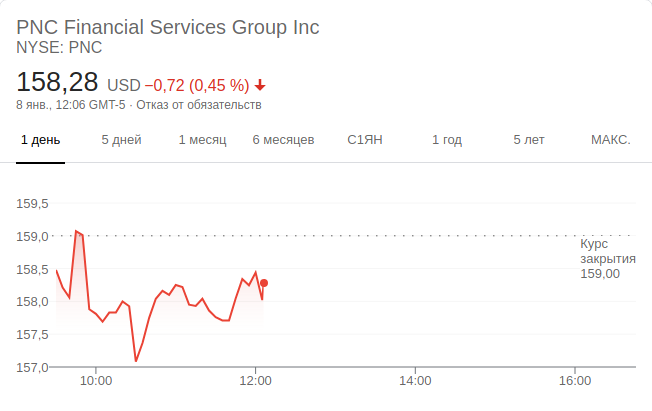 PNC Financial Services Group Inc
NYSE: PNC
158,28 USD −0,72 (0,45 %)
8 янв., 12:06 GMT-5 · Отказ от обязательств
1 день 5 дней 1 месяц 6 месяцев С1ЯН 1 год 5 лет МАКС.
159,5
159,0
Курс
закрытия
159,00
158,5
158,0
157,5
157,0
10:00 12:00 14:00 16:00